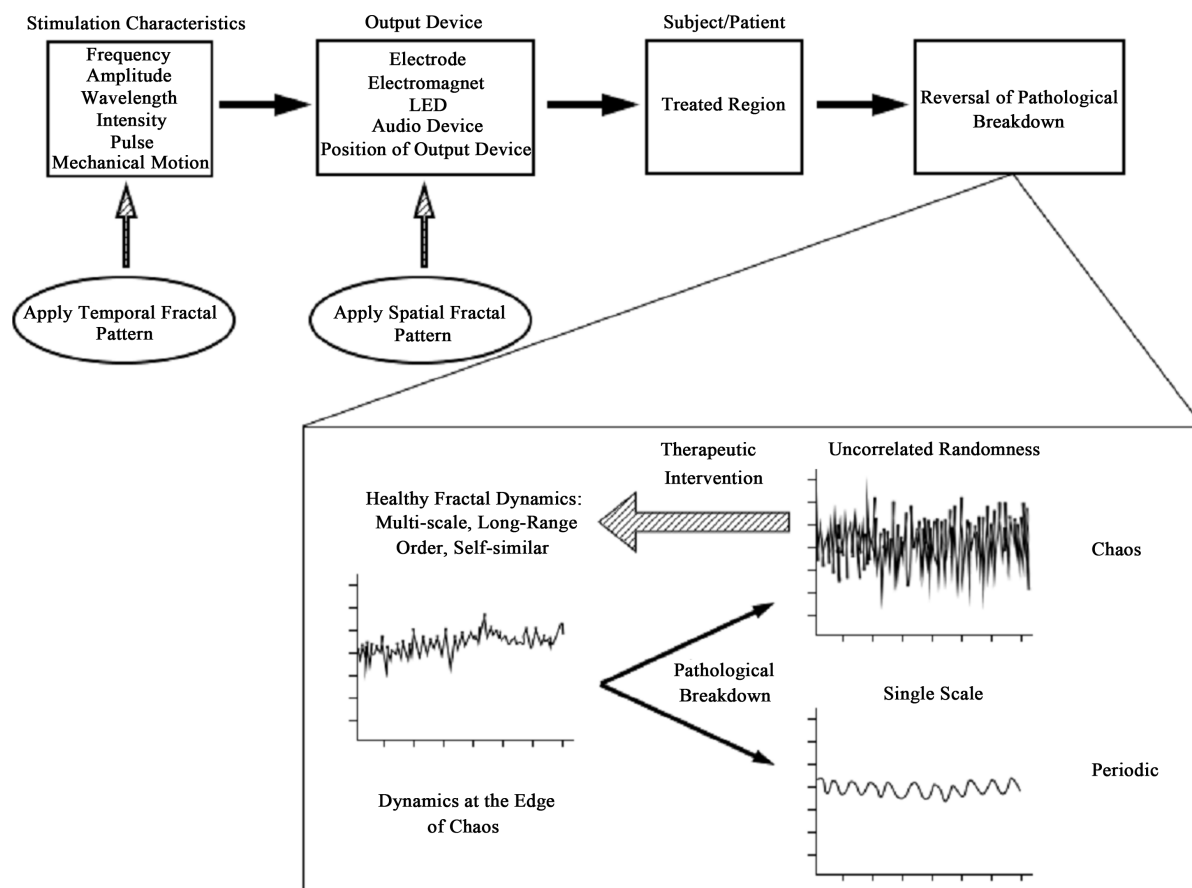 Stimulation Characteristics
Frequency
Amplitude
Wavelength
Intensity
Pulse
Mechanical Motion
Output Device
Electrode
Electromagnet
LED
Audio Device
Position of Output Device
Subject/Patient
Treated Region
Reversal of Pathological
Breakdown
Apply Temporal Fractal
Pattern
Apply Spatial Fractal
Pattern
Healthy Fractal Dynamics:
Multi-scale, Long-Range
Order, Self-similar
Dynamics at the Edge
of Chaos
Therapeutic
Intervention
Pathological
Breakdown
Uncorrelated Randomness
Chaos
Single Scale
Periodic